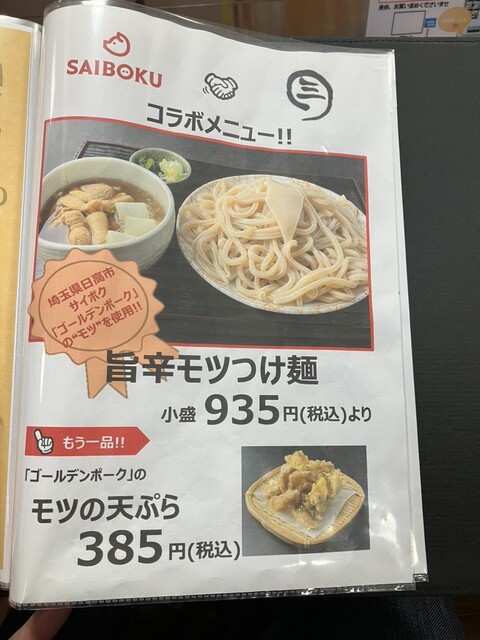 SAIBOKU
三
コラボメニュー!!
埼玉県日高市
サイボク
「ゴールデンポーク」
の"モツ"を使用!!
旨辛モツつけ麺
小盛 935円(税込)より
もう一品!!
「ゴールデンポーク」の
モツの天ぷら
385円(税込)